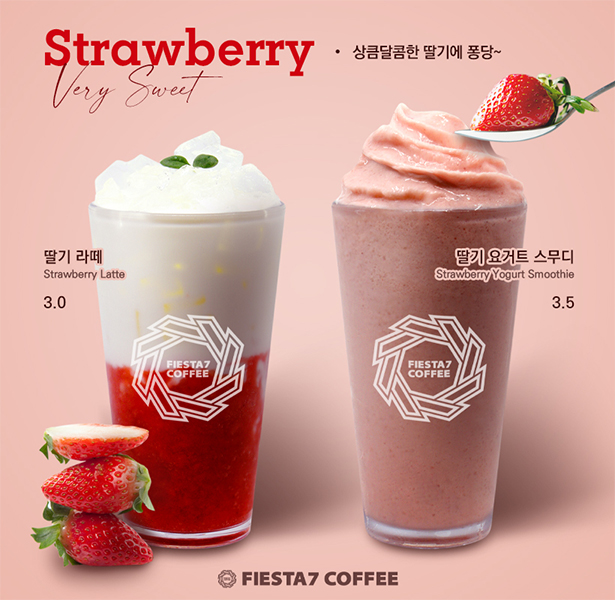 Strawberry
Very Sweet
• 상큼달콤한 딸기에 퐁당~
딸기 라떼
Strawberry Latte
3.0
딸기 요거트 스무디
Strawberry Yogurt Smoothie
3.5
FIESTA7
COFFEE
FIESTA7
COFFEE
FIESTA7 COFFEE